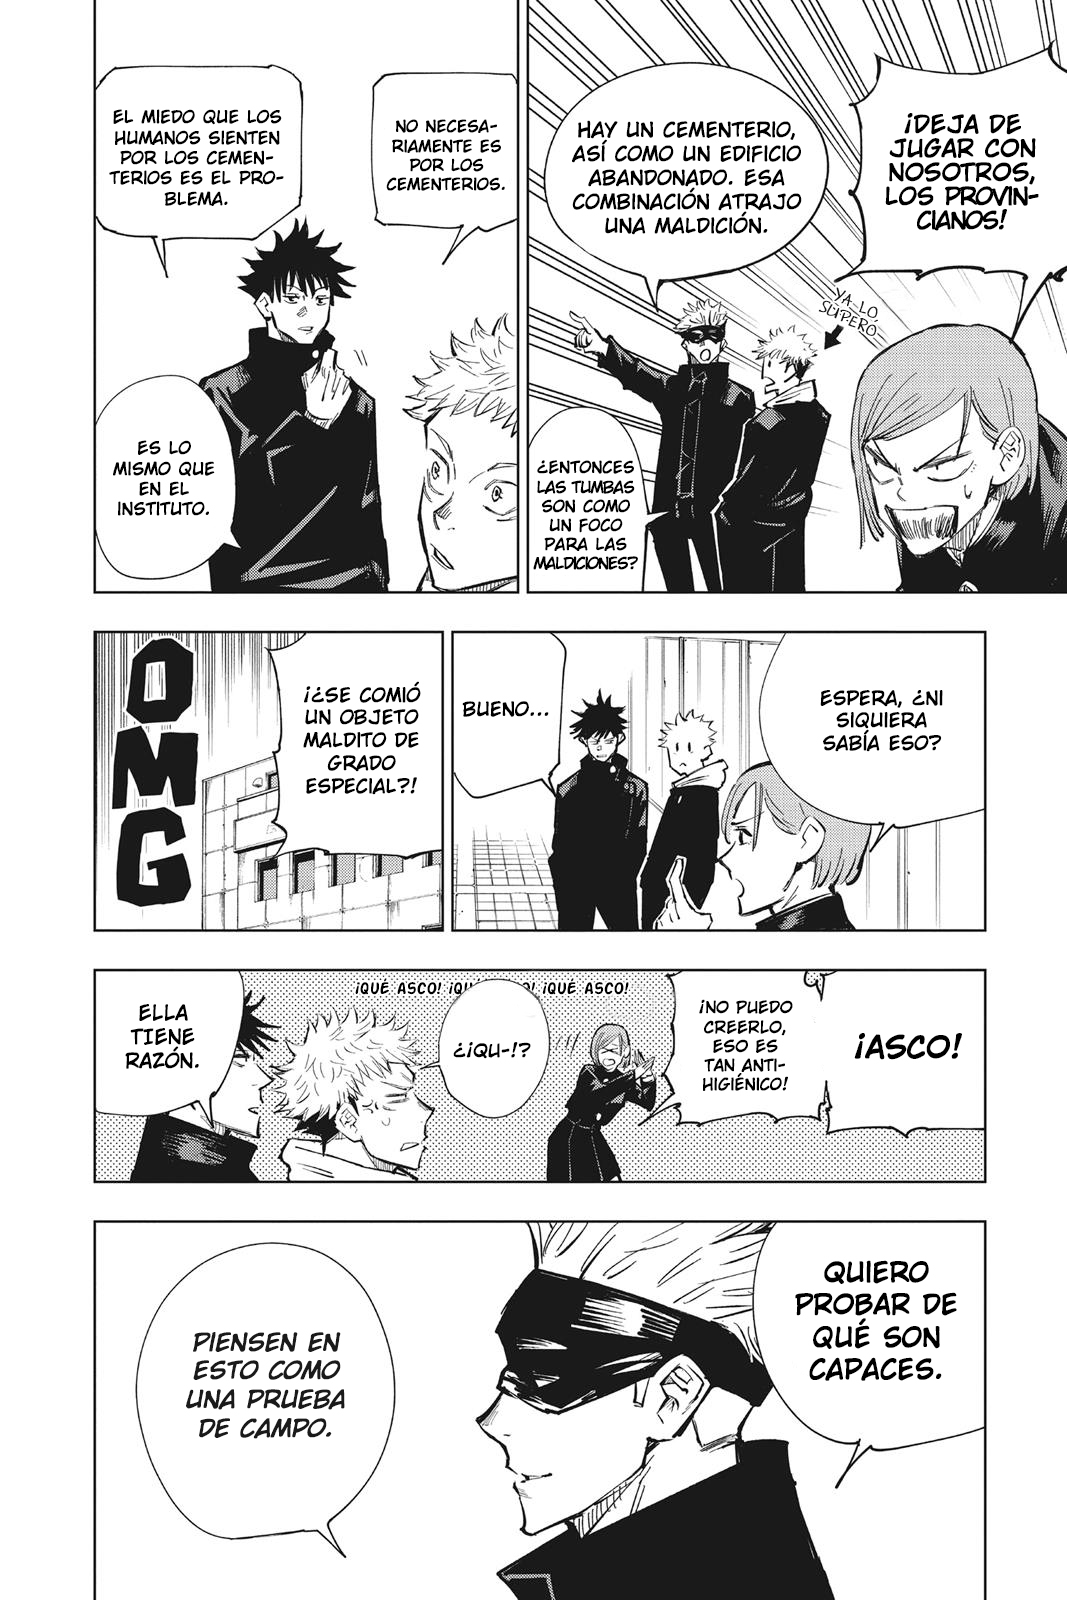 ¡DEJA DE
JUGAR CON
NOSOTROS,
LOS PROVIN-
CIANOS!
HAY UN CEMENTERIO,
ASÍ COMO UN EDIFICIO
ABANDONADO. ESA
COMBINACIÓN ATRAJO
UNA MALDICIÓN.
YA LO
SUPERÓ
¿ENTONCES
LAS TUMBAS
SON COMO
UN FOCO
PARA LAS
MALDICIONES?
NO NECESA-
RIAMENTE ES
POR LOS
CEMENTERIOS.
EL MIEDO QUE LOS
HUMANOS SIENTEN
POR LOS CEMEN-
TERIOS ES EL PRO-
BLEMA.
ES LO
MISMO QUE
EN EL
INSTITUTO.
ESPERA, ¿NI
SIQUIERA
SABÍA ESO?
BUENO...
¡¿SE COMIÓ
UN OBJETO
MALDITO DE
GRADO
ESPECIAL?!
OMG
¡ASCO!
¡NO PUEDO
CREERLO,
ESO ES
TAN ANTI-
HIGIÉNICO!
¡QUÉ ASCO! ¡QU O! ¡QUÉ ASCO!
¿¡QU-!?
ELLA
TIENE
RAZÓN.
QUIERO
PROBAR DE
QUÉ SON
CAPACES.
PIENSEN EN
ESTO COMO
UNA PRUEBA
DE CAMPO.